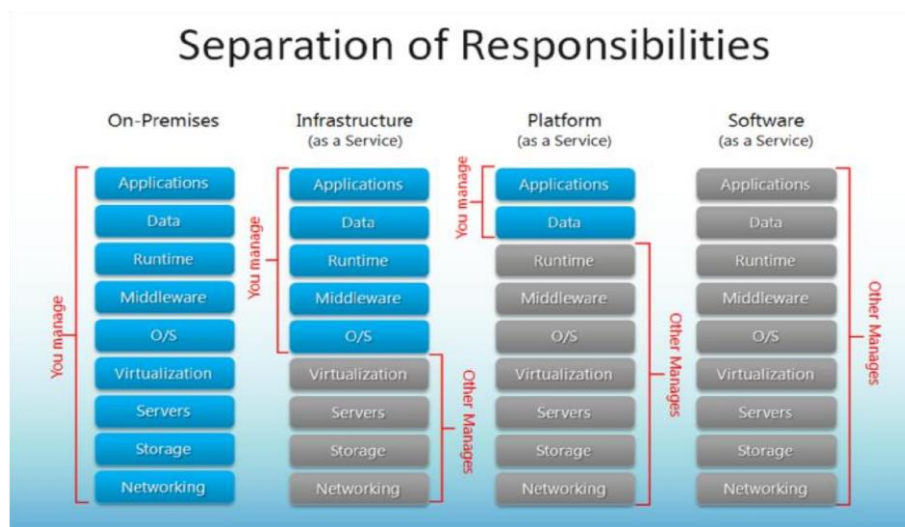 Separation of Responsibilities
On-Premises
You manage
Applications
Data
Runtime
Middleware
O/S
Virtualization
Servers
Storage
Networking
Infrastructure
(as a Service)
You manage
Applications
Data
Runtime
Middleware
O/S
Virtualization
Servers
Storage
Networking
Other Manages
Platform
(as a Service)
You manage
Applications
Data
Runtime
Middleware
O/S
Virtualization
Servers
Storage
Networking
Other Manages
Software
(as a Service)
Applications
Data
Runtime
Middleware
O/S
Virtualization
Servers
Storage
Networking
Other Manages